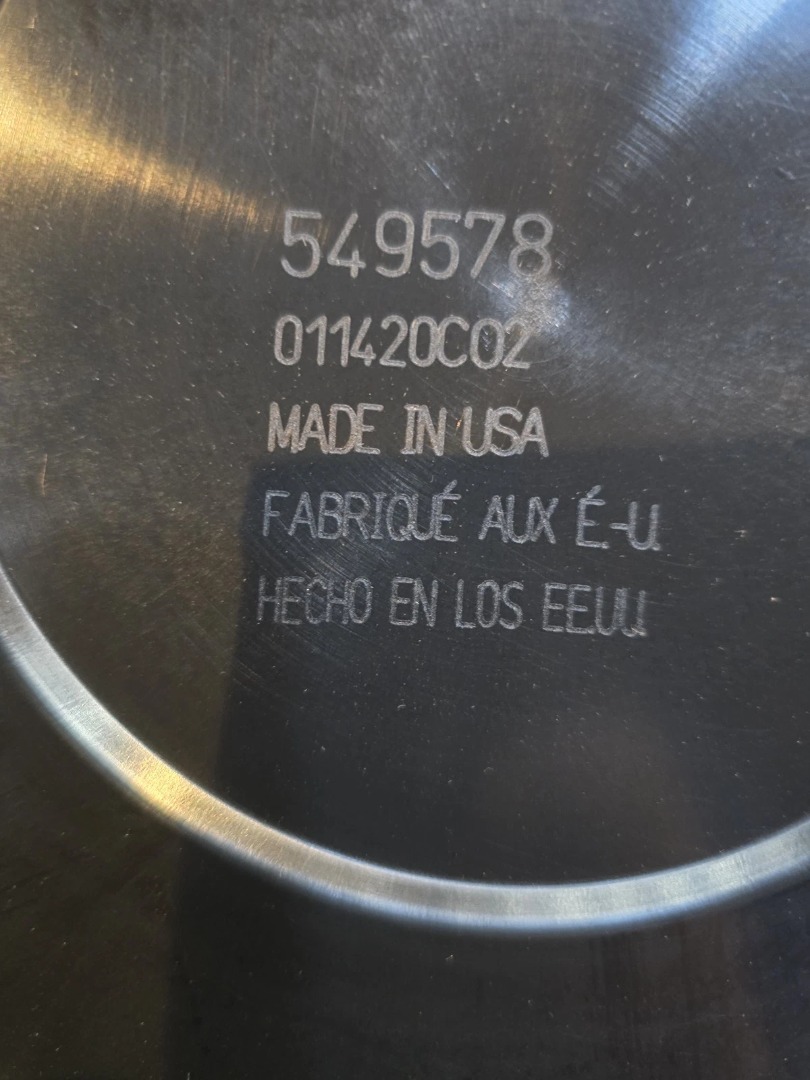 549578
011420C02
MADE IN USA
FABRIQUÉ AUX É.-U.
HECHO EN LOS EE.UU.